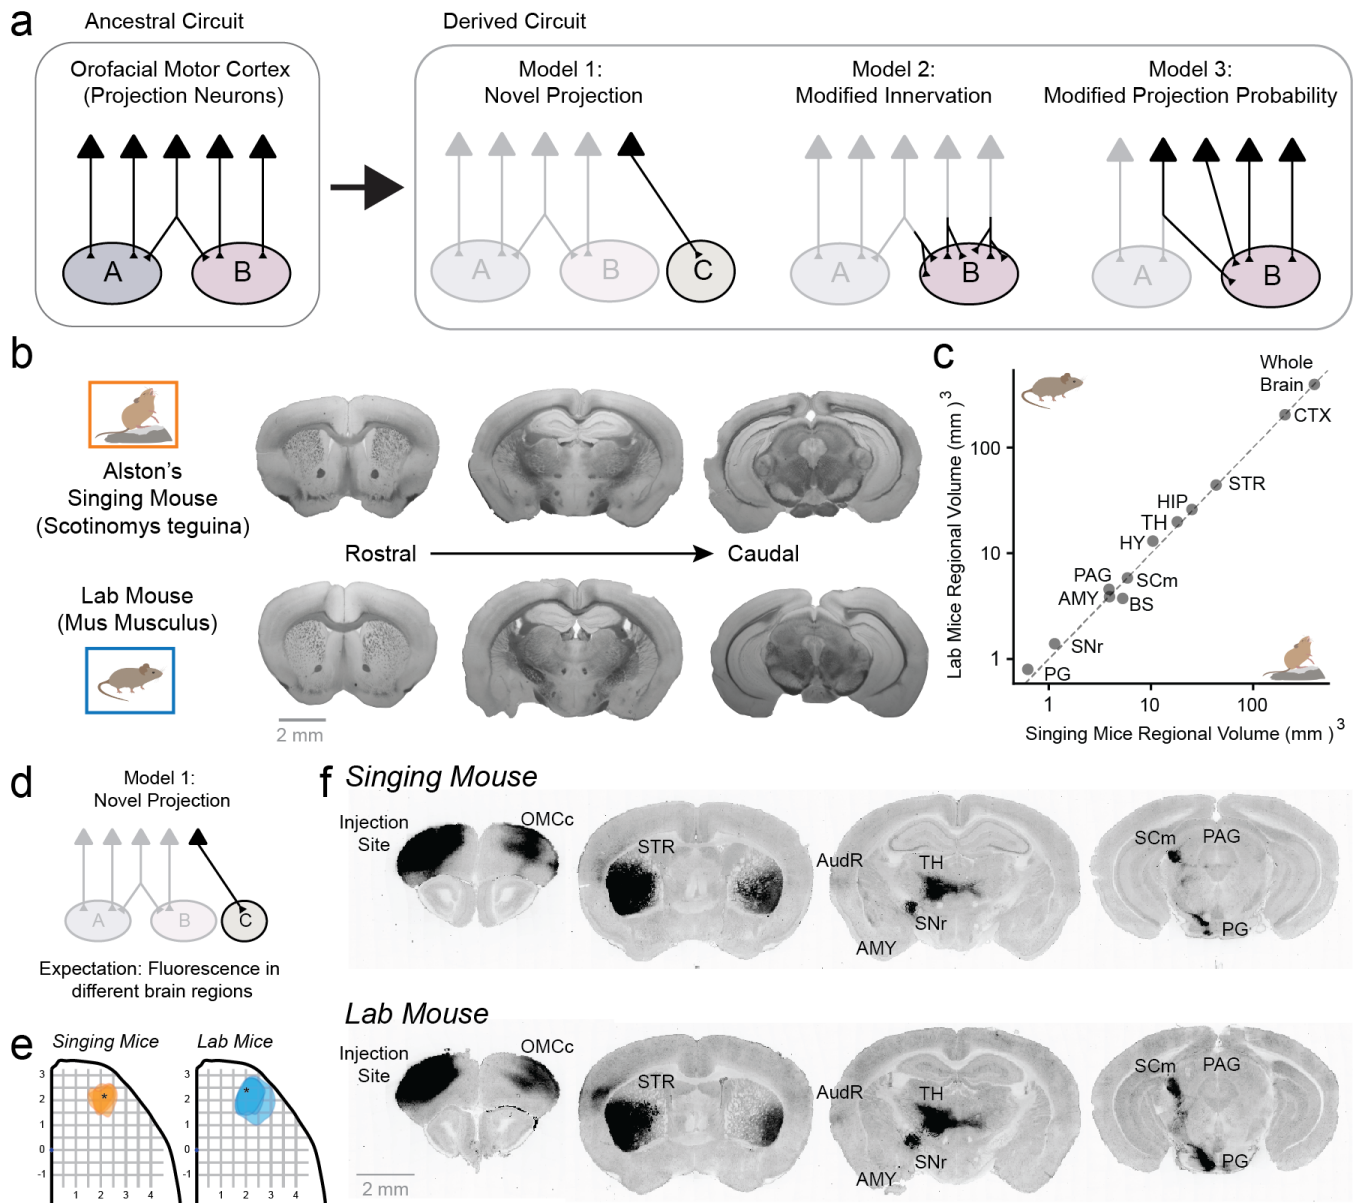 a
Ancestral Circuit
Derived Circuit
Orofacial Motor Cortex
(Projection Neurons)
A
B
Model 1:
Novel Projection
A
B
C
Model 2:
Modified Innervation
A
B
Model 3:
Modified Projection Probability
A
B
b
Alston's
Singing Mouse
(Scotinomys teguina)
Rostral
Caudal
Lab Mouse
(Mus Musculus)
2 mm
c
Lab Mice Regional Volume (mm )3
100
10
1
Whole
Brain
CTX
STR
HIP
TH
HY
PAG
SCm
AMY
BS
SNr
PG
1
10
100
Singing Mice Regional Volume (mm )3
d
Model 1:
Novel Projection
A
B
C
Expectation: Fluorescence in
different brain regions
e
Singing Mice
3
2
1
0
-1
1
2
3
4
*
Lab Mice
3
2
1
0
-1
1
2
3
4
*
f
Singing Mouse
Injection
Site
OMCc
STR
AudR
TH
SNr
AMY
SCm
PAG
PG
Lab Mouse
Injection
Site
OMCc
STR
AudR
TH
SNr
AMY
SCm
PAG
PG
2 mm